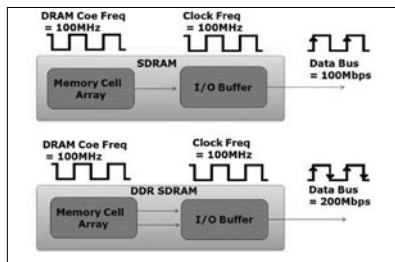 DRAM Coe Freq
= 100MHz
Clock Freq
= 100MHz
SDRAM
Memory Cell
Array
I/O Buffer
Data Bus
= 100Mbps
DRAM Coe Freq
= 100MHz
Clock Freq
= 100MHz
DDR SDRAM
Memory Cell
Array
I/O Buffer
Data Bus
= 200Mbps